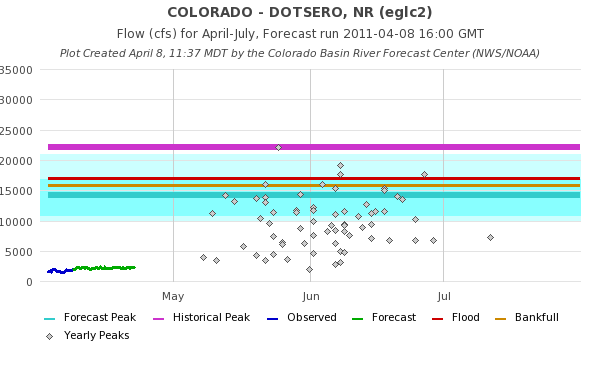 COLORADO - DOTSERO, NR (eglc2)
Flow (cfs) for April-July, Forecast run 2011-04-08 16:00 GMT
Plot Created April 8, 11:37 MDT by the Colorado Basin River Forecast Center (NWS/NOAA)
35000
30000
25000
20000
15000
10000
5000
0
May Jun Jul
Forecast Peak Historical Peak Observed Forecast Flood Bankfull
Yearly Peaks